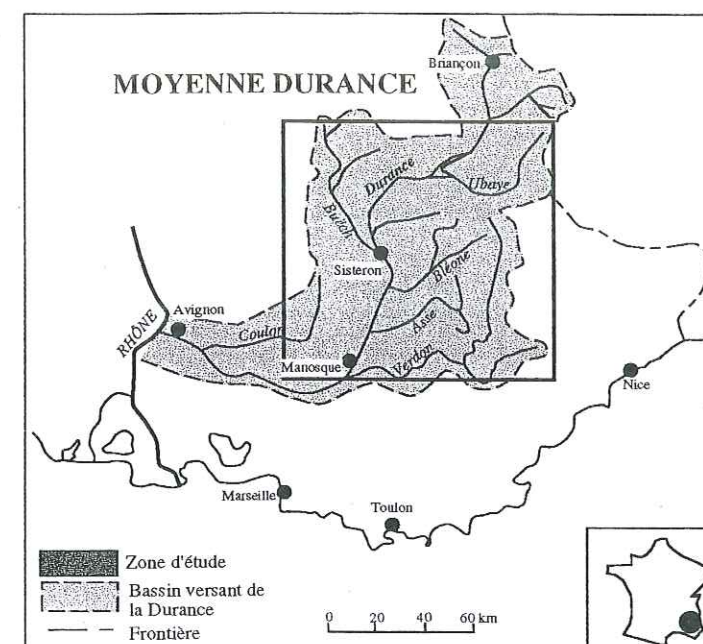 MOYENNE DURANCE
Briançon
Durance
Ubaye
Buëch
Sisteron
Bléone
Asse
RHÔNE
Avignon
Coulon
Manosque
Verdon
Nice
Marseille
Toulon
Zone d'étude
Bassin versant de
la Durance
Frontière
0 20 40 60 km